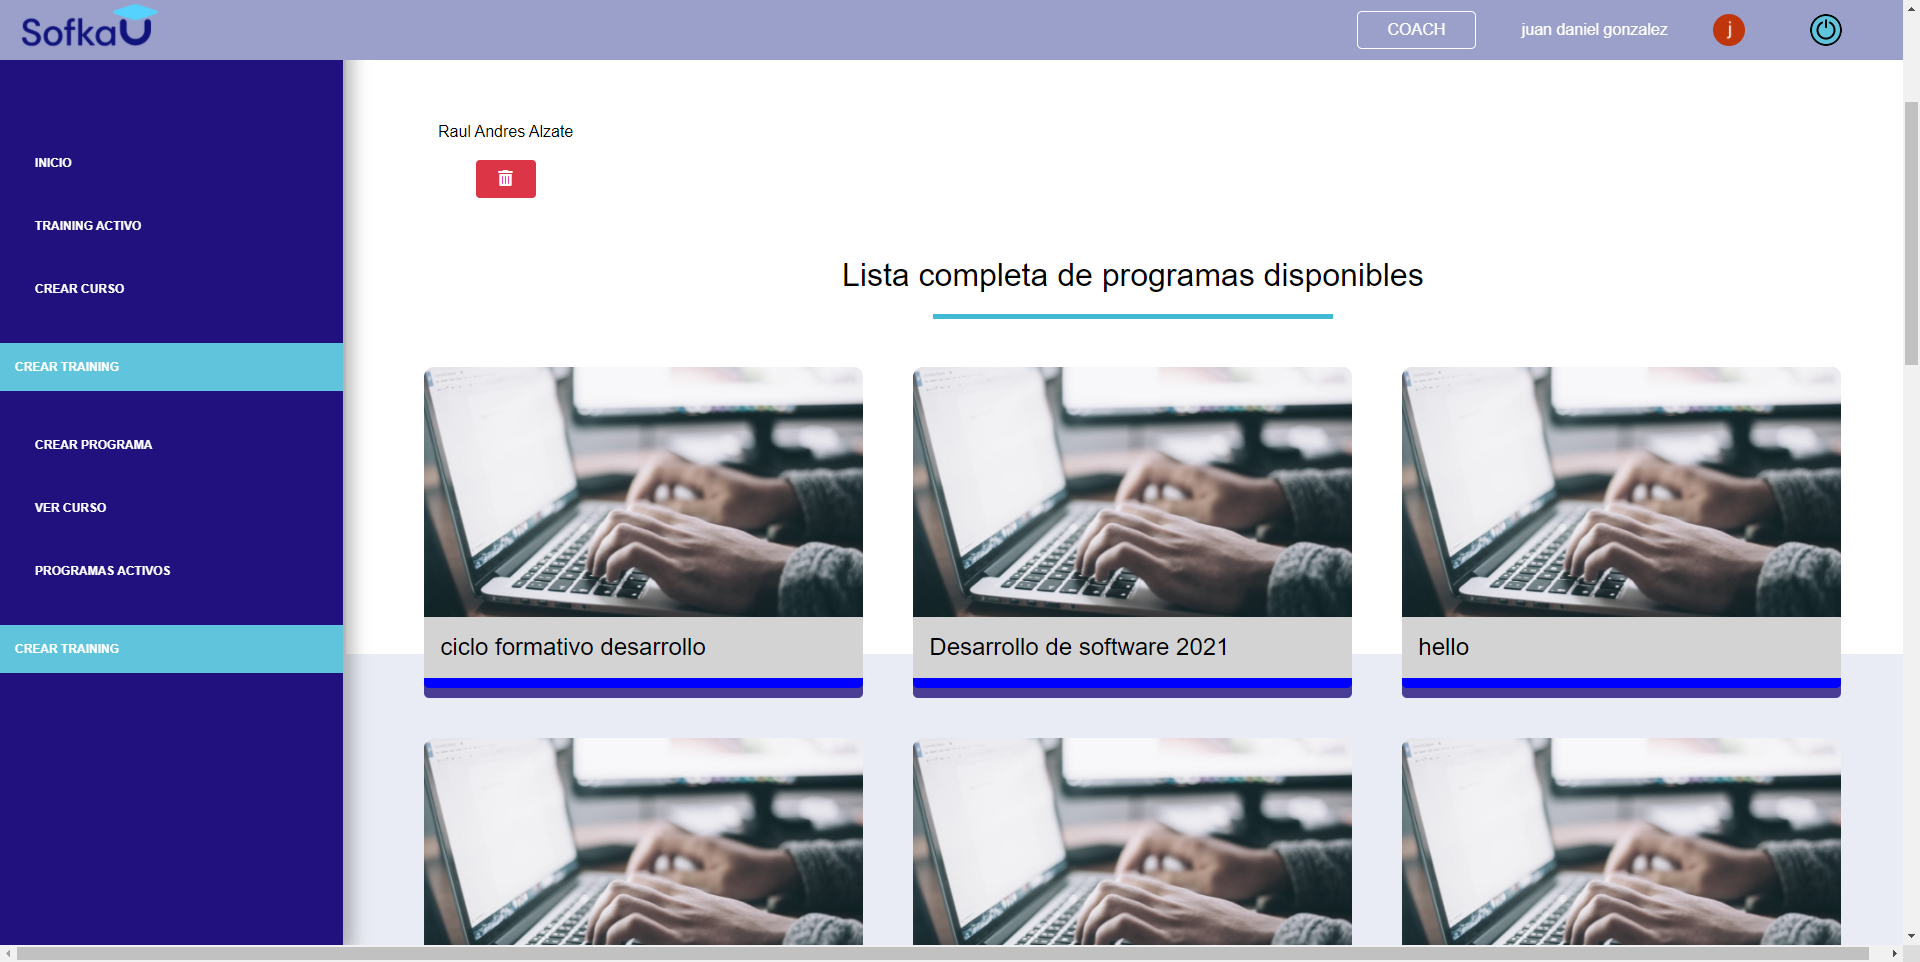 SofkaU
COACH
juan daniel gonzalez
j
INICIO
TRAINING ACTIVO
CREAR CURSO
CREAR TRAINING
CREAR PROGRAMA
VER CURSO
PROGRAMAS ACTIVOS
CREAR TRAINING
Raul Andres Alzate
Lista completa de programas disponibles
ciclo formativo desarrollo
Desarrollo de software 2021
hello